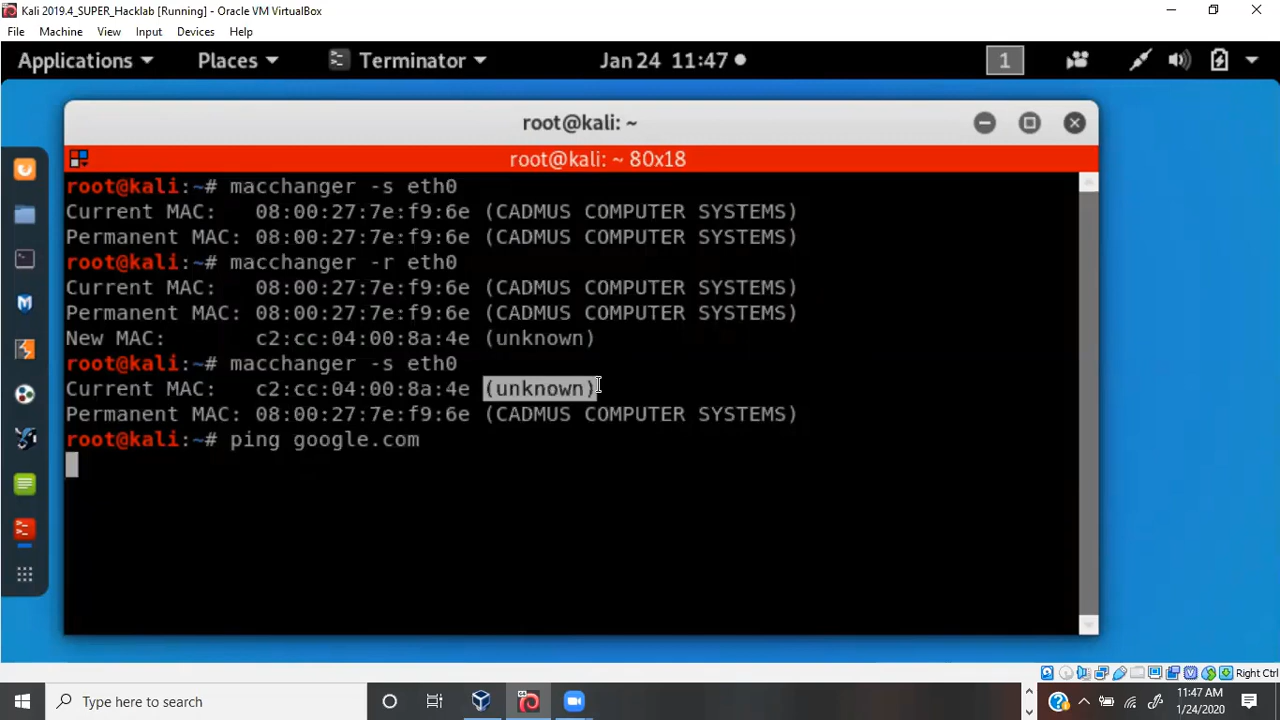 Kali 2019.4_SUPER_Hacklab [Running] - Oracle VM VirtualBox
File Machine View Input Devices Help
Applications Places Terminator Jan 24 11:47 1
root@kali: ~
root@kali: ~ 80x18
root@kali:~# macchanger -s eth0
Current MAC: 08:00:27:7e:f9:6e (CADMUS COMPUTER SYSTEMS)
Permanent MAC: 08:00:27:7e:f9:6e (CADMUS COMPUTER SYSTEMS)
root@kali:~# macchanger -r eth0
Current MAC: 08:00:27:7e:f9:6e (CADMUS COMPUTER SYSTEMS)
Permanent MAC: 08:00:27:7e:f9:6e (CADMUS COMPUTER SYSTEMS)
New MAC: c2:cc:04:00:8a:4e (unknown)
root@kali:~# macchanger -s eth0
Current MAC: c2:cc:04:00:8a:4e (unknown)
Permanent MAC: 08:00:27:7e:f9:6e (CADMUS COMPUTER SYSTEMS)
root@kali:~# ping google.com
Right Ctrl
Type here to search
11:47 AM
1/24/2020